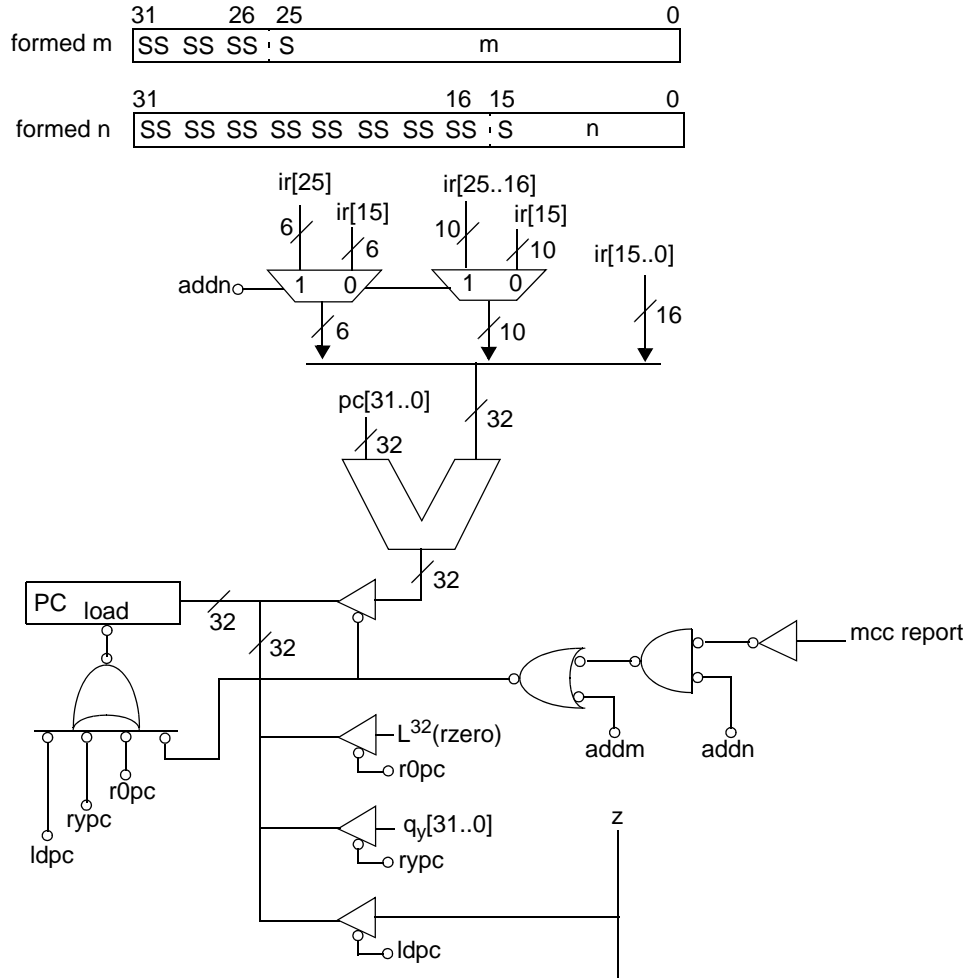 31 26 25 0
formed m SS SS SS S m
31 16 15 0
formed n SS SS SS SS SS SS SS SS S n
ir[25] ir[25..16]
ir[15] ir[15]
6 6 10 10 ir[15..0]
addn 1 0 1 0
6 10 16
pc[31..0]
32 32
32
PC load 32
32 mcc report
L³²(rzero)
addm addn
r0pc r0pc
rypc
z
qy[31..0]
ldpc rypc
ldpc